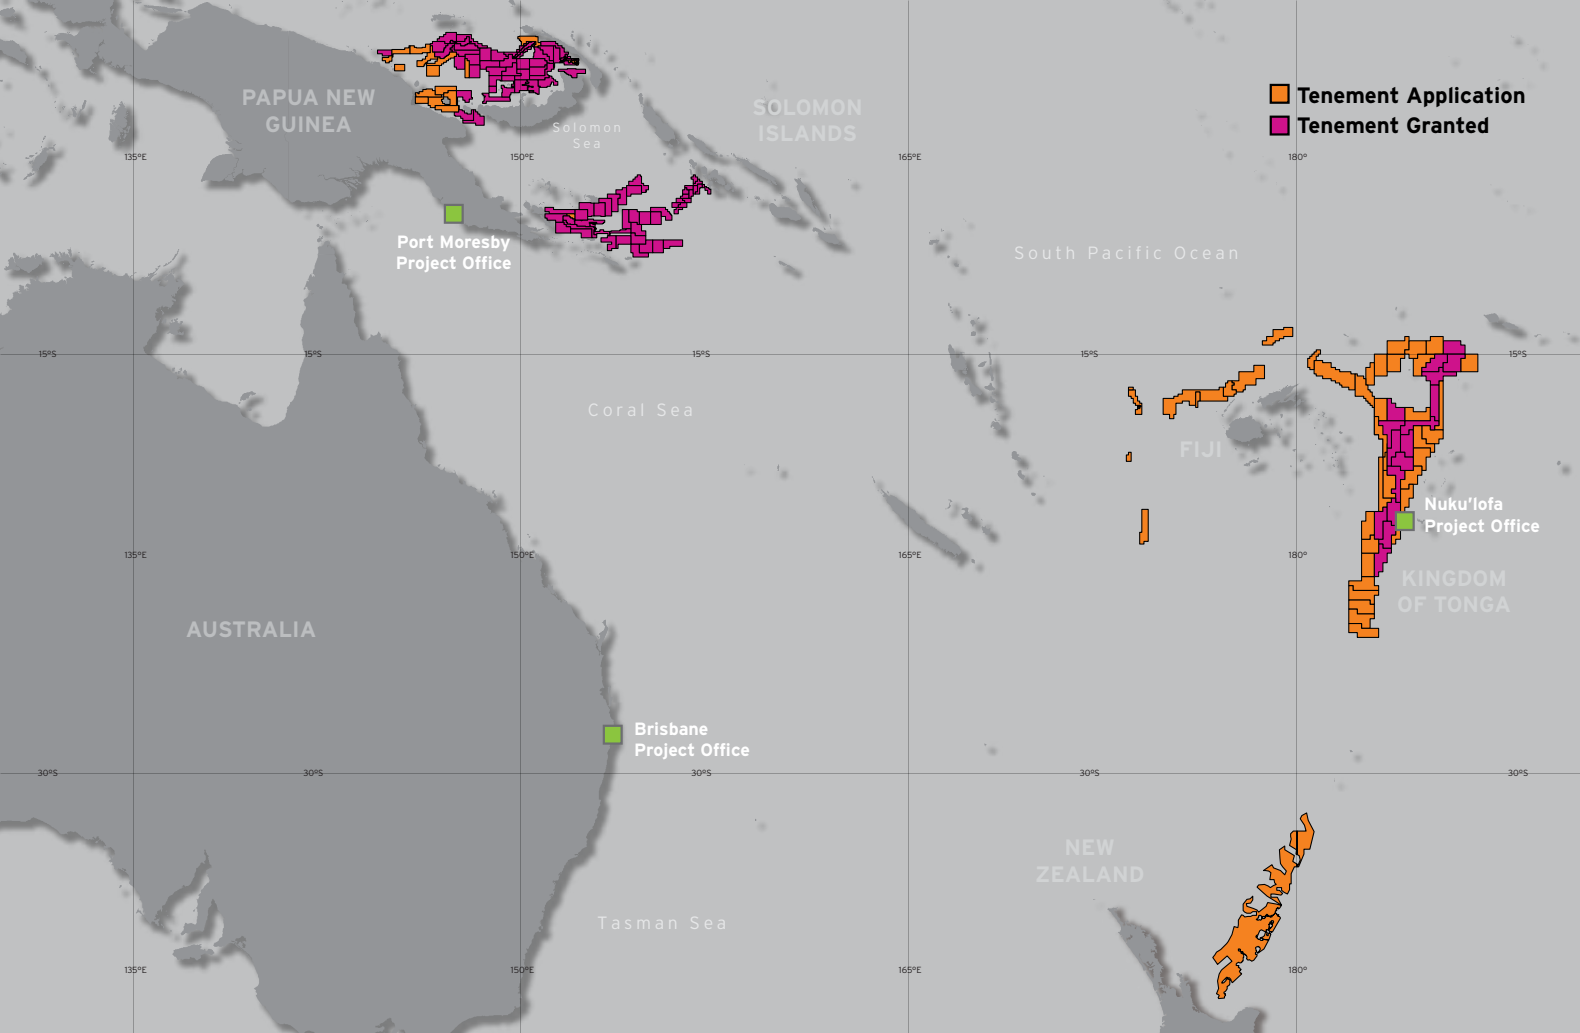 PAPUA NEW
GUINEA
SOLOMON
ISLANDS
Tenement Application
Tenement Granted
Solomon
Sea
135°E
150°E
165°E
180°
Port Moresby
Project Office
South Pacific Ocean
15°S
15°S
15°S
15°S
15°S
Coral Sea
FIJI
Nuku'lofa
Project Office
135°E
150°E
165°E
180°
KINGDOM
OF TONGA
AUSTRALIA
Brisbane
Project Office
30°S
30°S
30°S
30°S
30°S
NEW
ZEALAND
Tasman Sea
135°E
150°E
165°E
180°